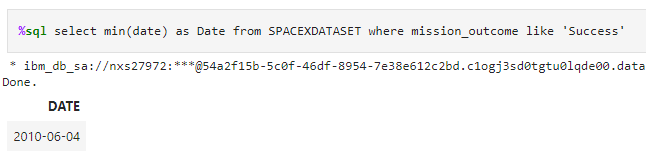 %sql select min(date) as Date from SPACEXDATASET where mission_outcome like 'Success'
* ibm_db_sa://nxs27972:***@54a2f15b-5c0f-46df-8954-7e38e612c2bd.c1ogj3sd0tgtu0lqde00.data
Done.
DATE
2010-06-04